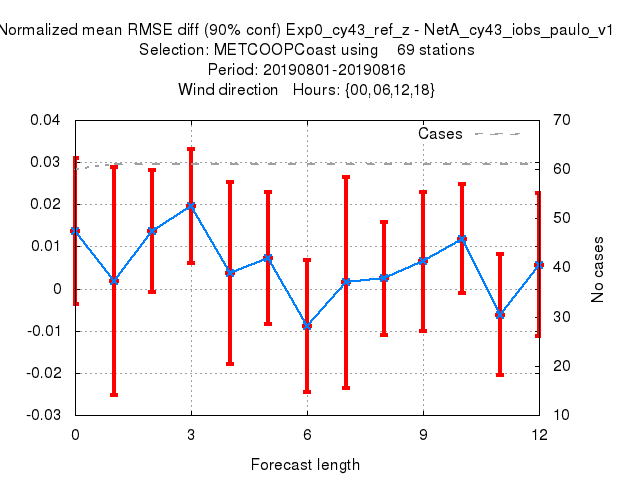 Normalized mean RMSE diff (90% conf) Exp0_cy43_ref_z - NetA_cy43_iobs_paulo_v1
Selection: METCOOPCoast using 69 stations
Period: 20190801-20190816
Wind direction Hours: {00,06,12,18}
Cases
0.04
0.03
0.02
0.01
0
-0.01
-0.02
-0.03
70
60
50
40
30
20
10
No cases
0 3 6 9 12
Forecast length